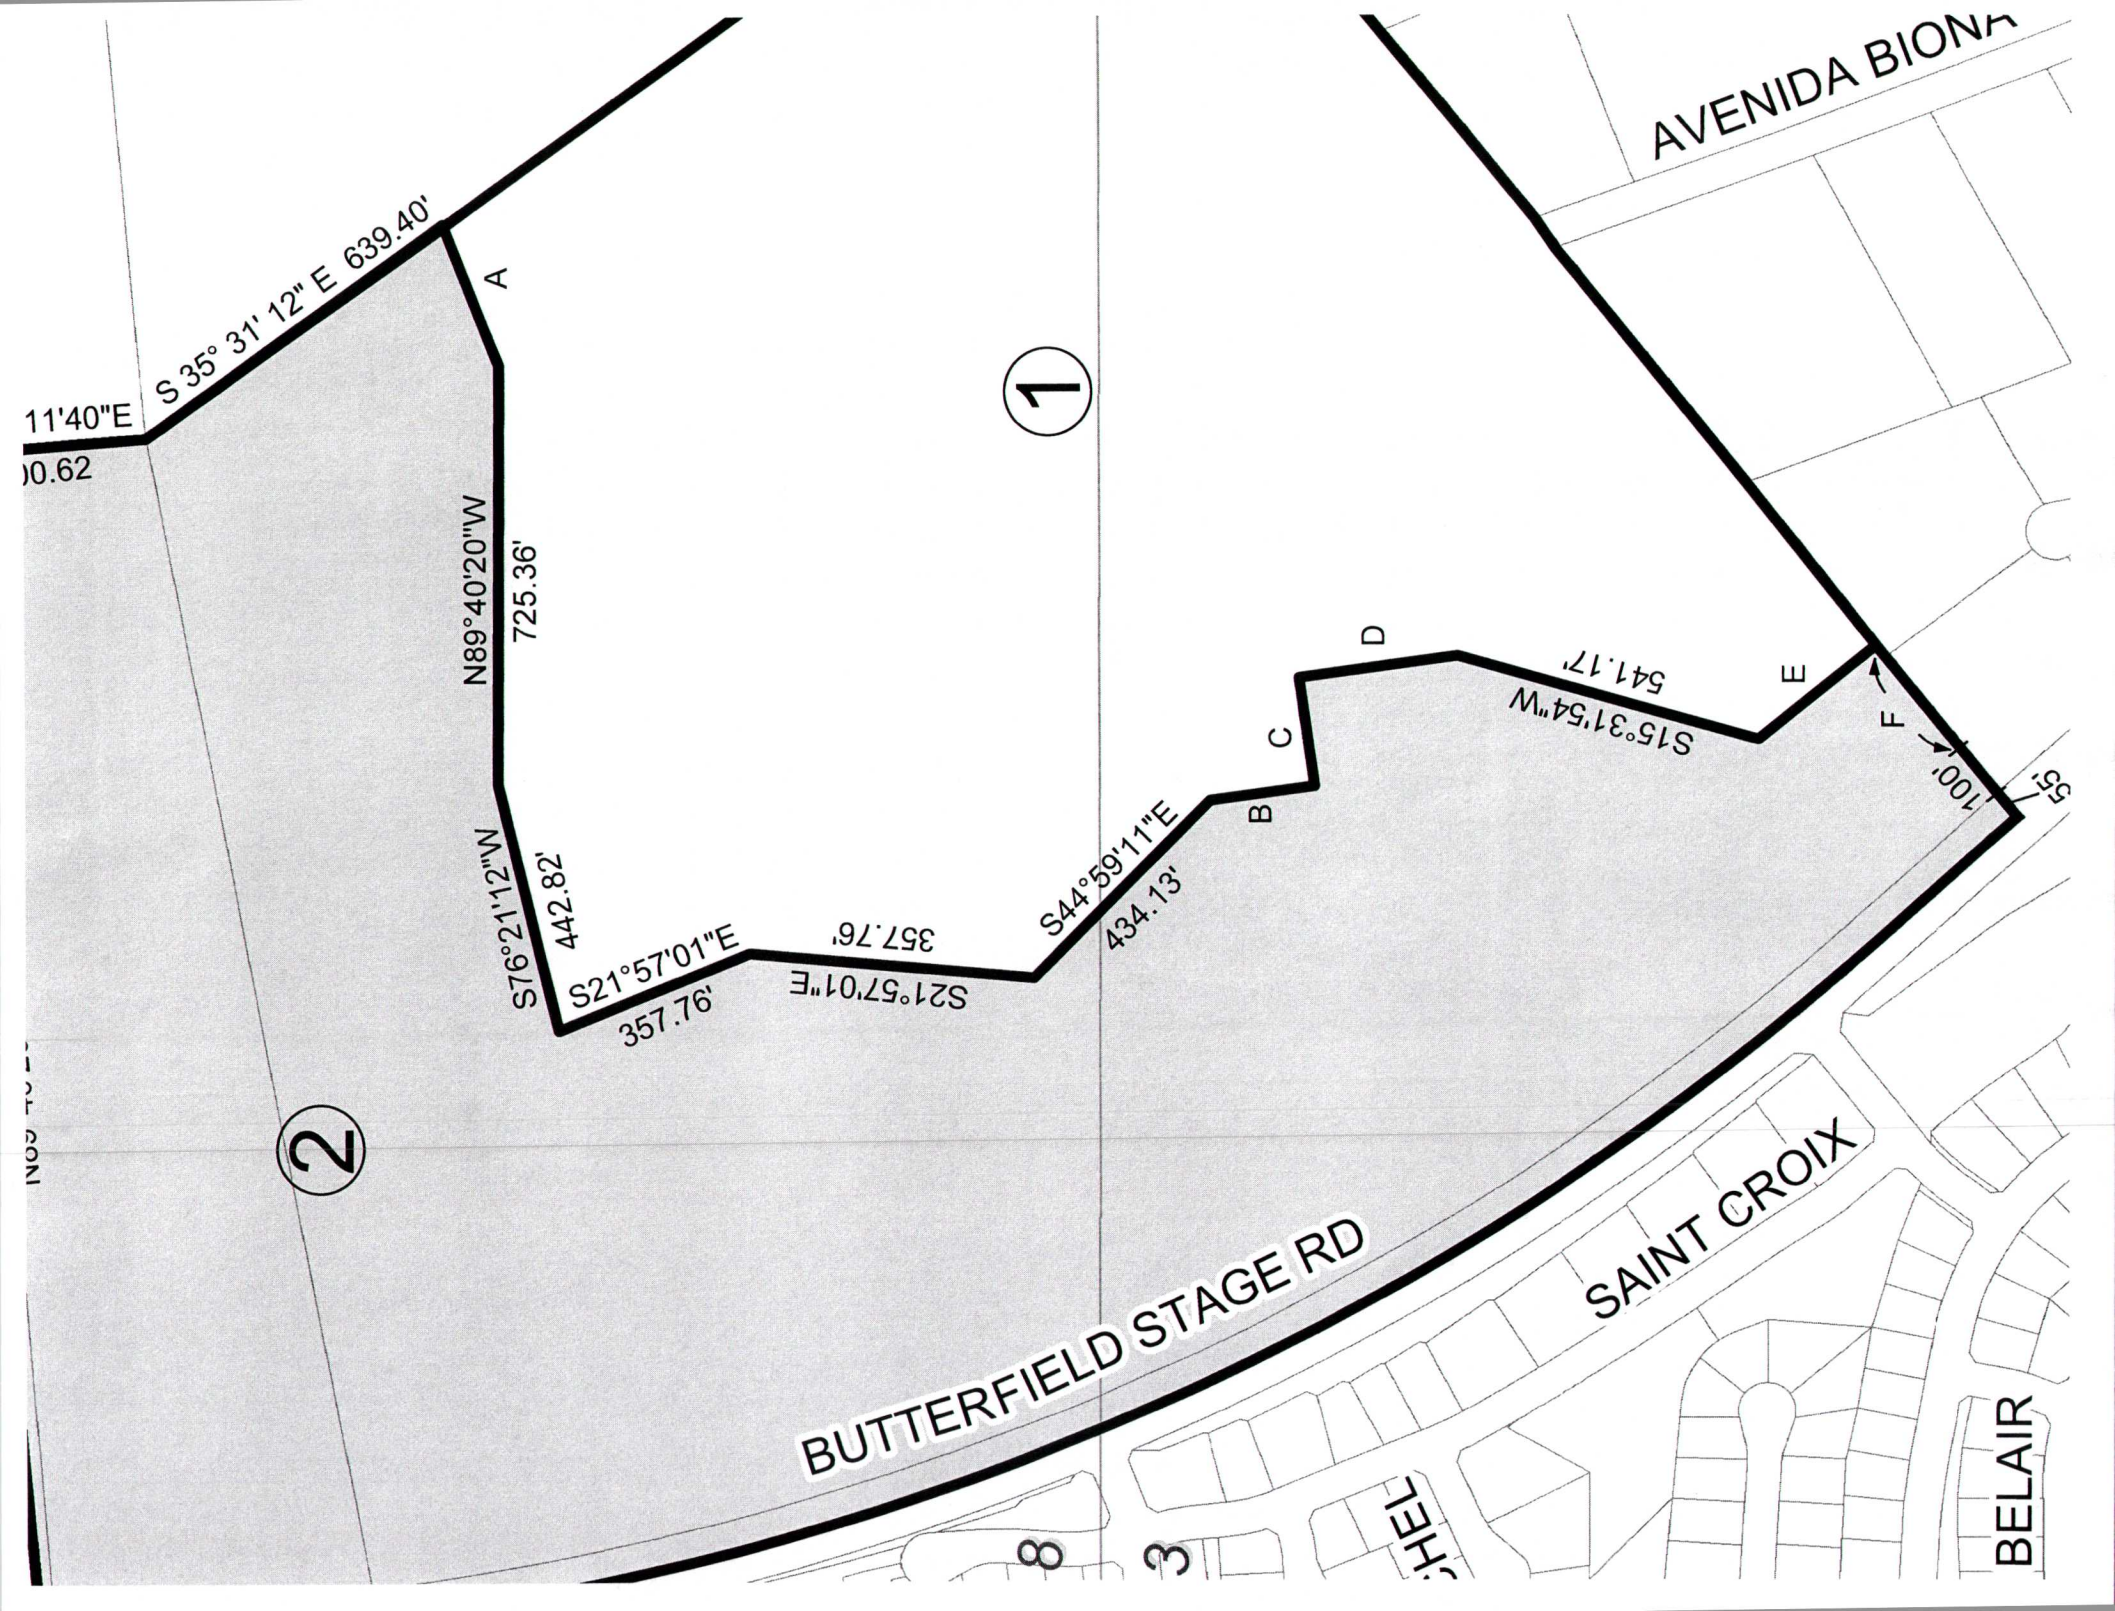 AVENIDA BIONA
11'40"E
00.62
S 35° 31' 12" E 639.40'
A
N89°40'20"W
725.36'
1
S76°21'12"W
442.82'
S21°57'01"E
357.76'
S21°57'01"E
357.76'
S44°59'11"E
434.13'
B
C
D
S15°31'54"W
541.17'
E
F
100'
55'
2
BUTTERFIELD STAGE RD
SAINT CROIX
8
3
CHEL
BELAIR